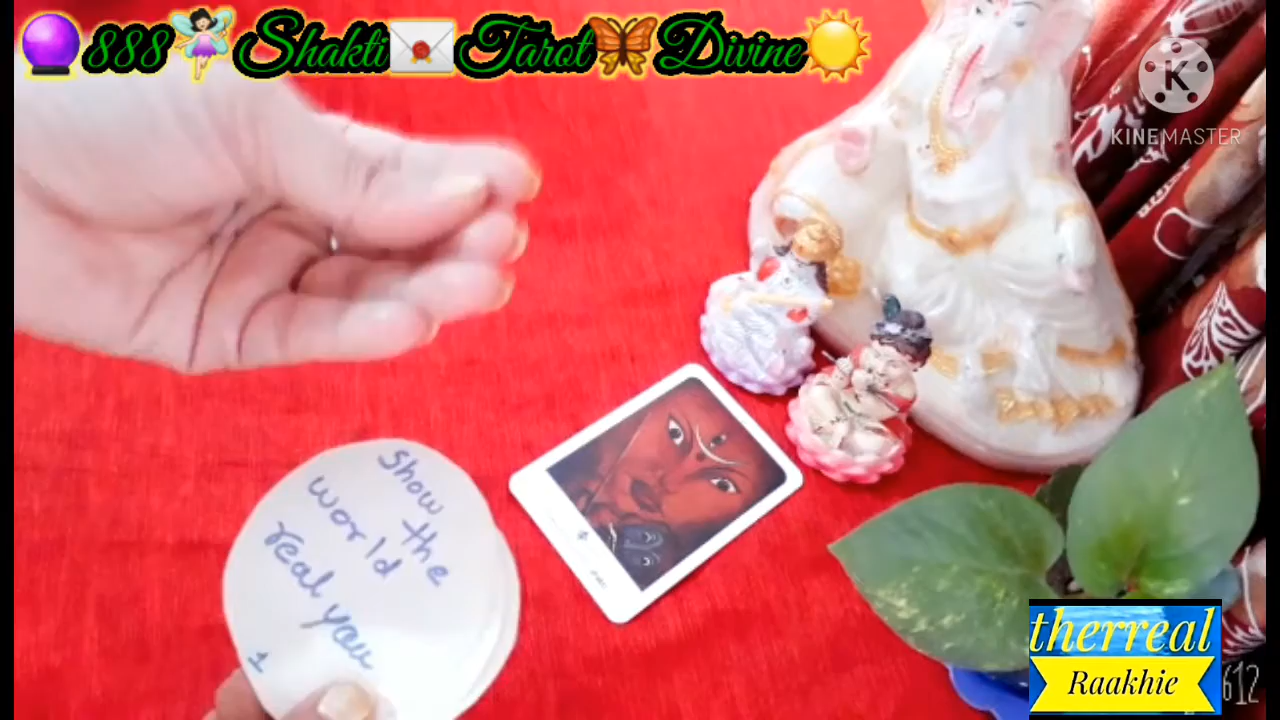 888 Shakti Tarot Divine
KINEMASTER
Show
the
world
real you
1
therreal
Raakhie
612